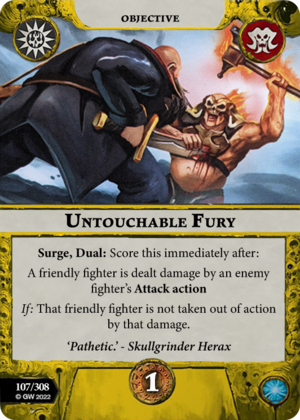 OBJECTIVE
UNTOUCHABLE FURY
Surge, Dual: Score this immediately after:
A friendly fighter is dealt damage by an enemy
fighter's Attack action
If: That friendly fighter is not taken out of action
by that damage.
'Pathetic.' - Skullgrinder Herax
107/308
© GW 2022
1